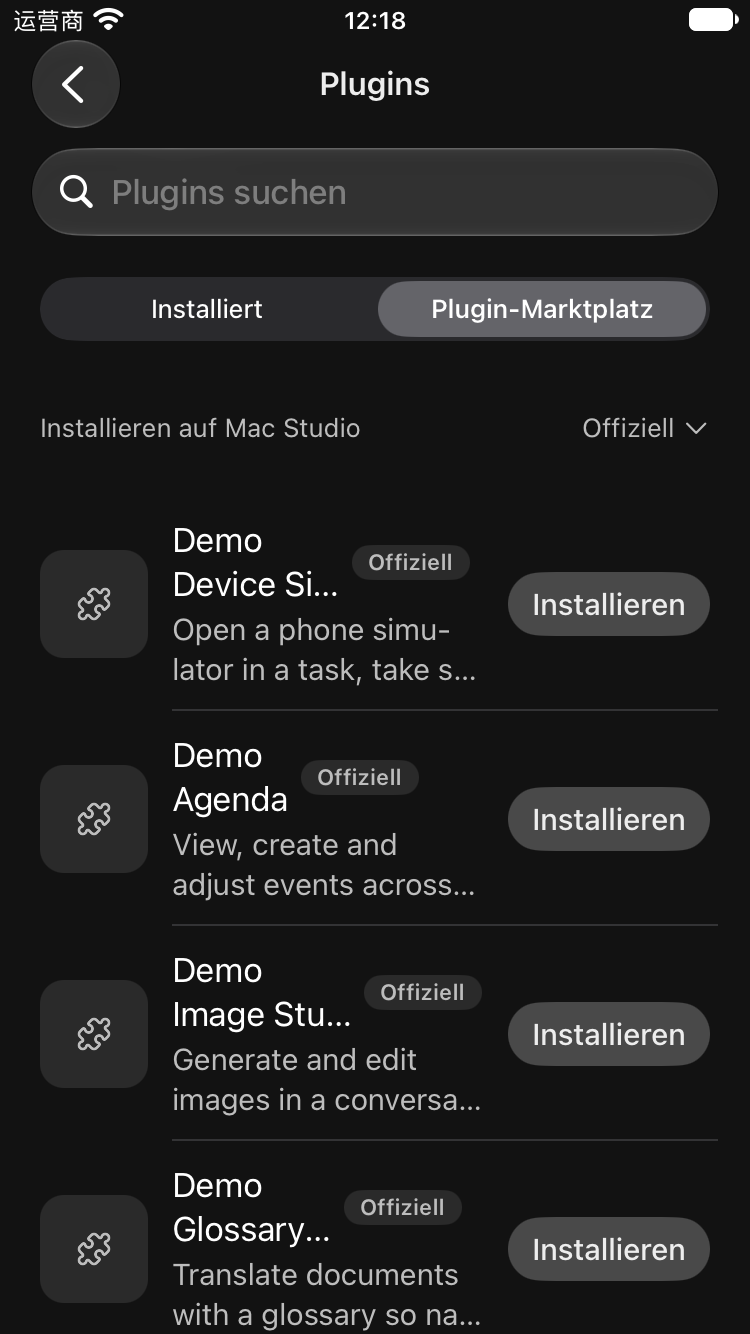 运营商
12:18
Plugins
Plugins suchen
Installiert
Plugin-Marktplatz
Installieren auf Mac Studio
Offiziell
Demo
Device Si...
Offiziell
Open a phone simu-
lator in a task, take s...
Installieren
Demo
Agenda
Offiziell
View, create and
adjust events across...
Installieren
Demo
Image Stu...
Offiziell
Generate and edit
images in a conversa...
Installieren
Demo
Glossary...
Offiziell
Translate documents
with a glossary so na...
Installieren